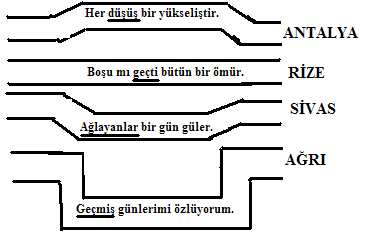 Her düşüş bir yükseliştir.
ANTALYA
Boşu mı geçti bütün bir ömür.
RİZE
SİVAS
Ağlayanlar bir gün güler.
AĞRI
Geçmiş günlerimi özlüyorum.